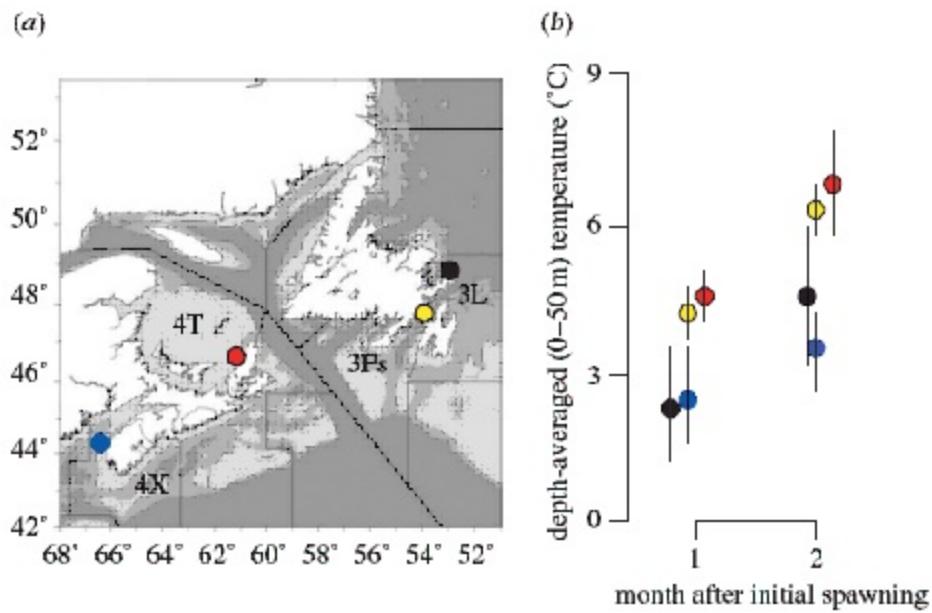 (a)
52°
50°
48°
46°
44°
42°
4T
3L
3Ps
4X
68° 66° 64° 62° 60° 58° 56° 54° 52°
(b)
depth-averaged (0–50 m) temperature (°C)
9
6
3
0
1 2
month after initial spawning